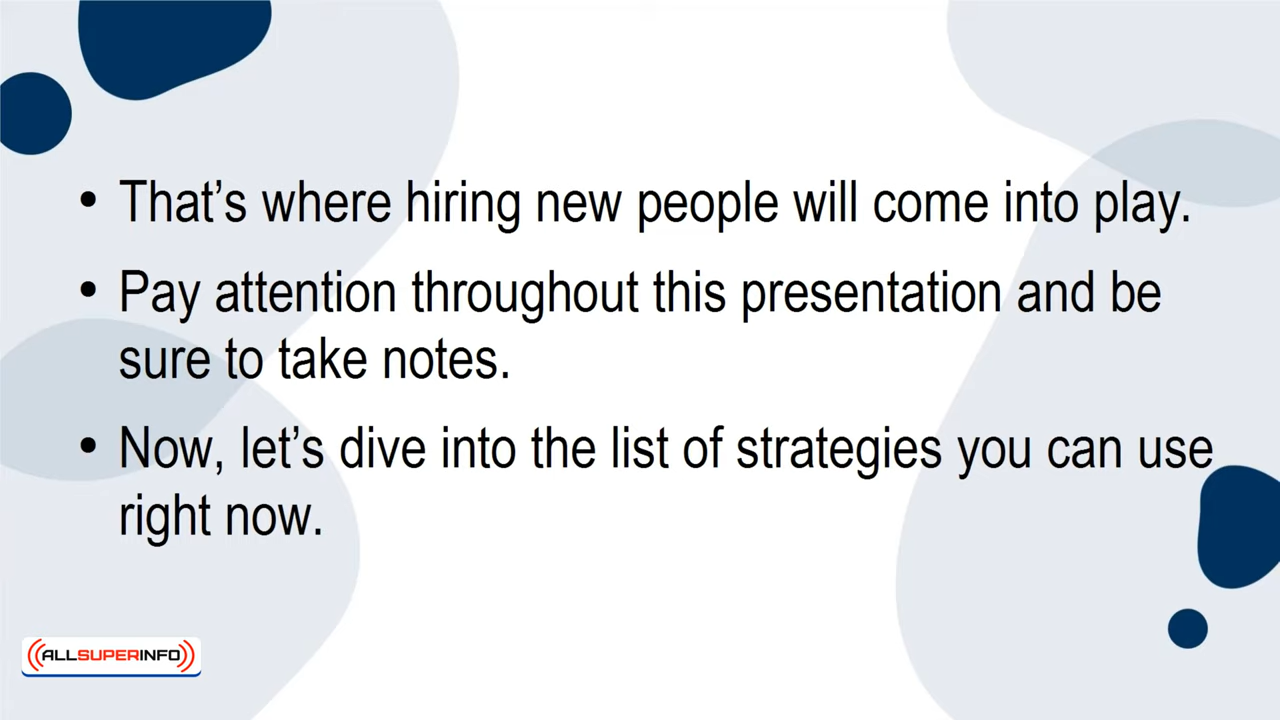 • That’s where hiring new people will come into play.
• Pay attention throughout this presentation and be
sure to take notes.
• Now, let’s dive into the list of strategies you can use
right now.
ALLSUPERINFO